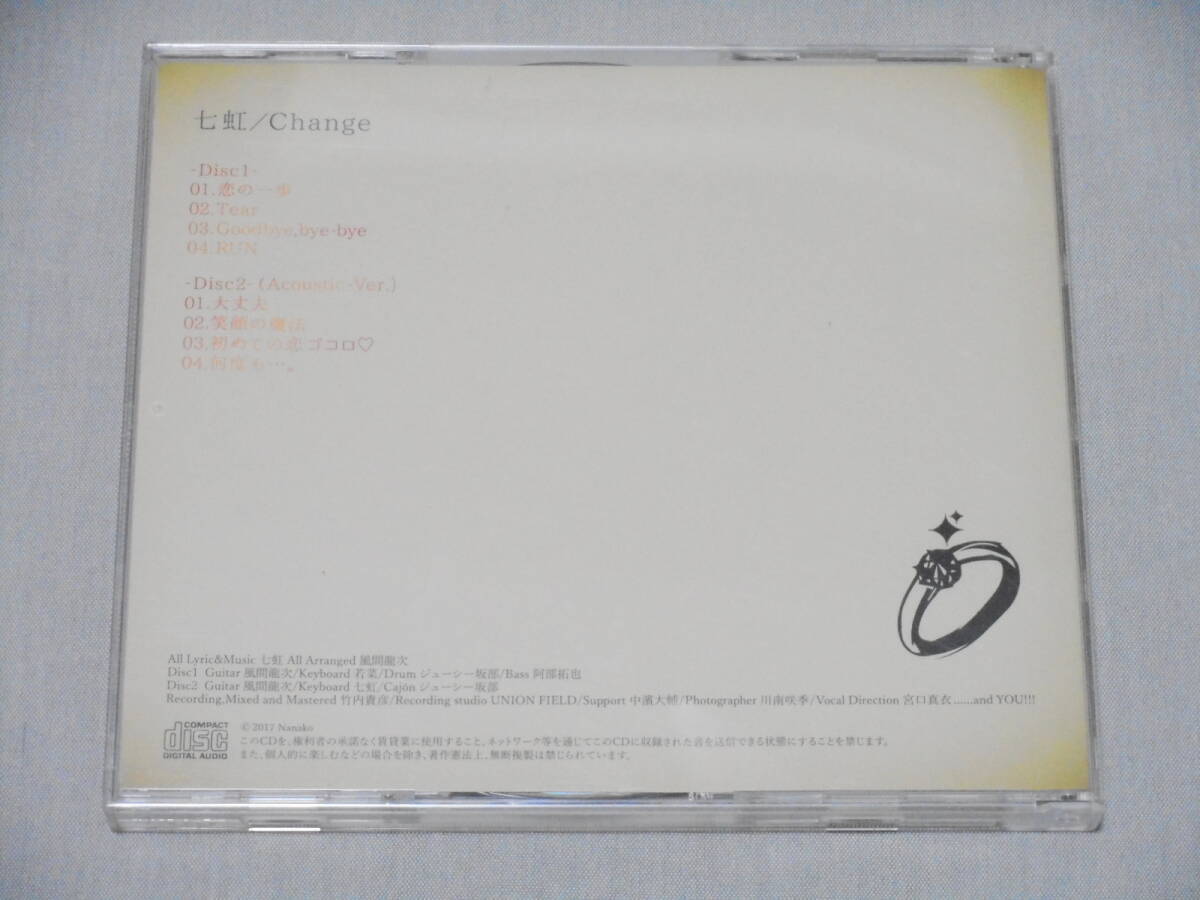 七虹/Change
-Disc1-
01.恋の一歩
02.Tear
03.Goodbye,bye-bye
04.RUN
-Disc2-(Acoustic-Ver.)
01.大丈夫
02.笑顔の魔法
03.初めての恋ゴコロ♡
04.何度も…。
All Lyric&Music 七虹 All Arranged 風間龍次
Disc1 Guitar 風間龍次/Keyboard 若菜/Drum ジューシー坂部/Bass 阿部拓也
Disc2 Guitar 風間龍次/Keyboard 七虹/Cajón ジューシー坂部
Recording,Mixed and Mastered 竹内貴彦/Recording studio UNION FIELD/Support 中濱大輔/Photographer 川南咲季/Vocal Direction 宮口真衣......and YOU!!!
COMPACT
disc
DIGITAL AUDIO
©2017 Nanako
このCDを、権利者の承諾なく賃貸業に使用すること、ネットワーク等を通じてこのCDに収録された音を送信できる状態にすることを禁じます。
また、個人的に楽しむなどの場合を除き、著作憲法上、無断複製は禁じられています。